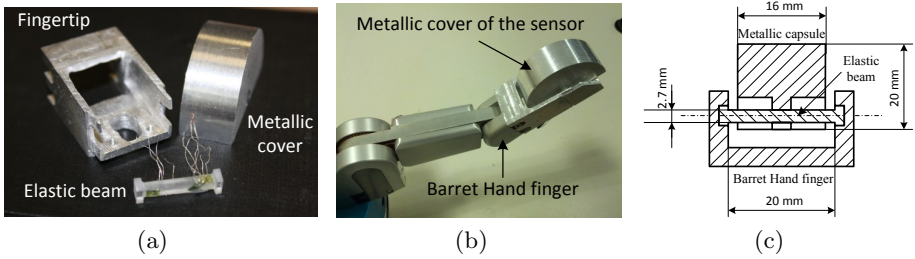 Fingertip
Metallic
cover
Elastic beam
(a)
Metallic cover of the sensor
Barret Hand finger
(b)
16 mm
Metallic capsule
Elastic
beam
2.7 mm
20 mm
Barret Hand finger
20 mm
(c)